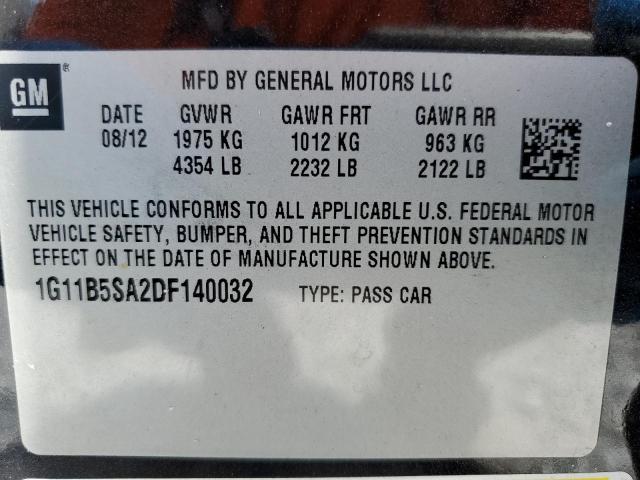 GM ®
MFD BY GENERAL MOTORS LLC
DATE GVWR GAWR FRT GAWR RR
08/12 1975 KG 1012 KG 963 KG
4354 LB 2232 LB 2122 LB
THIS VEHICLE CONFORMS TO ALL APPLICABLE U.S. FEDERAL MOTOR
VEHICLE SAFETY, BUMPER, AND THEFT PREVENTION STANDARDS IN
EFFECT ON THE DATE OF MANUFACTURE SHOWN ABOVE.
1G11B5SA2DF140032 TYPE: PASS CAR